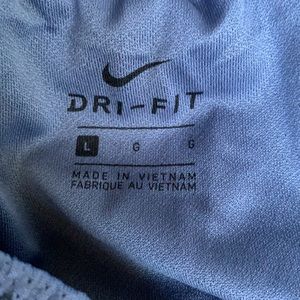 DRI-FIT
L G G
MADE IN VIETNAM
FABRIQUE AU VIETNAM